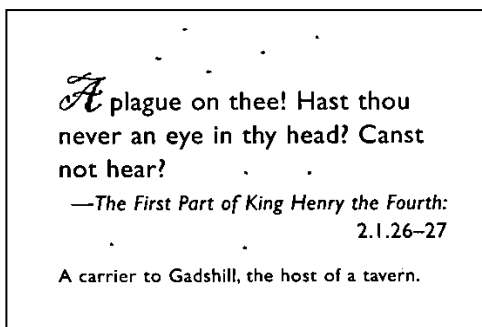 A plague on thee! Hast thou
never an eye in thy head? Canst
not hear?
—The First Part of King Henry the Fourth:
2.1.26–27
A carrier to Gadshill, the host of a tavern.